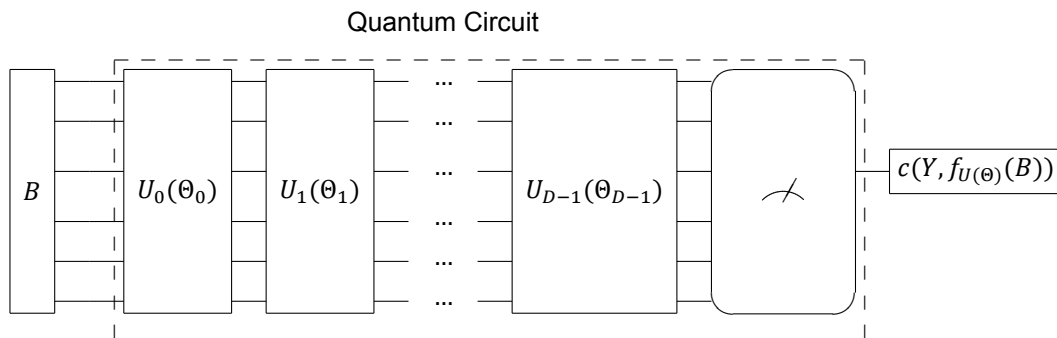 Quantum Circuit
... 
...
B
U_0(Θ_0)
U_1(Θ_1)
...
U_{D−1}(Θ_{D−1})
c(Y, f_{U(Θ)}(B))
...
...
...